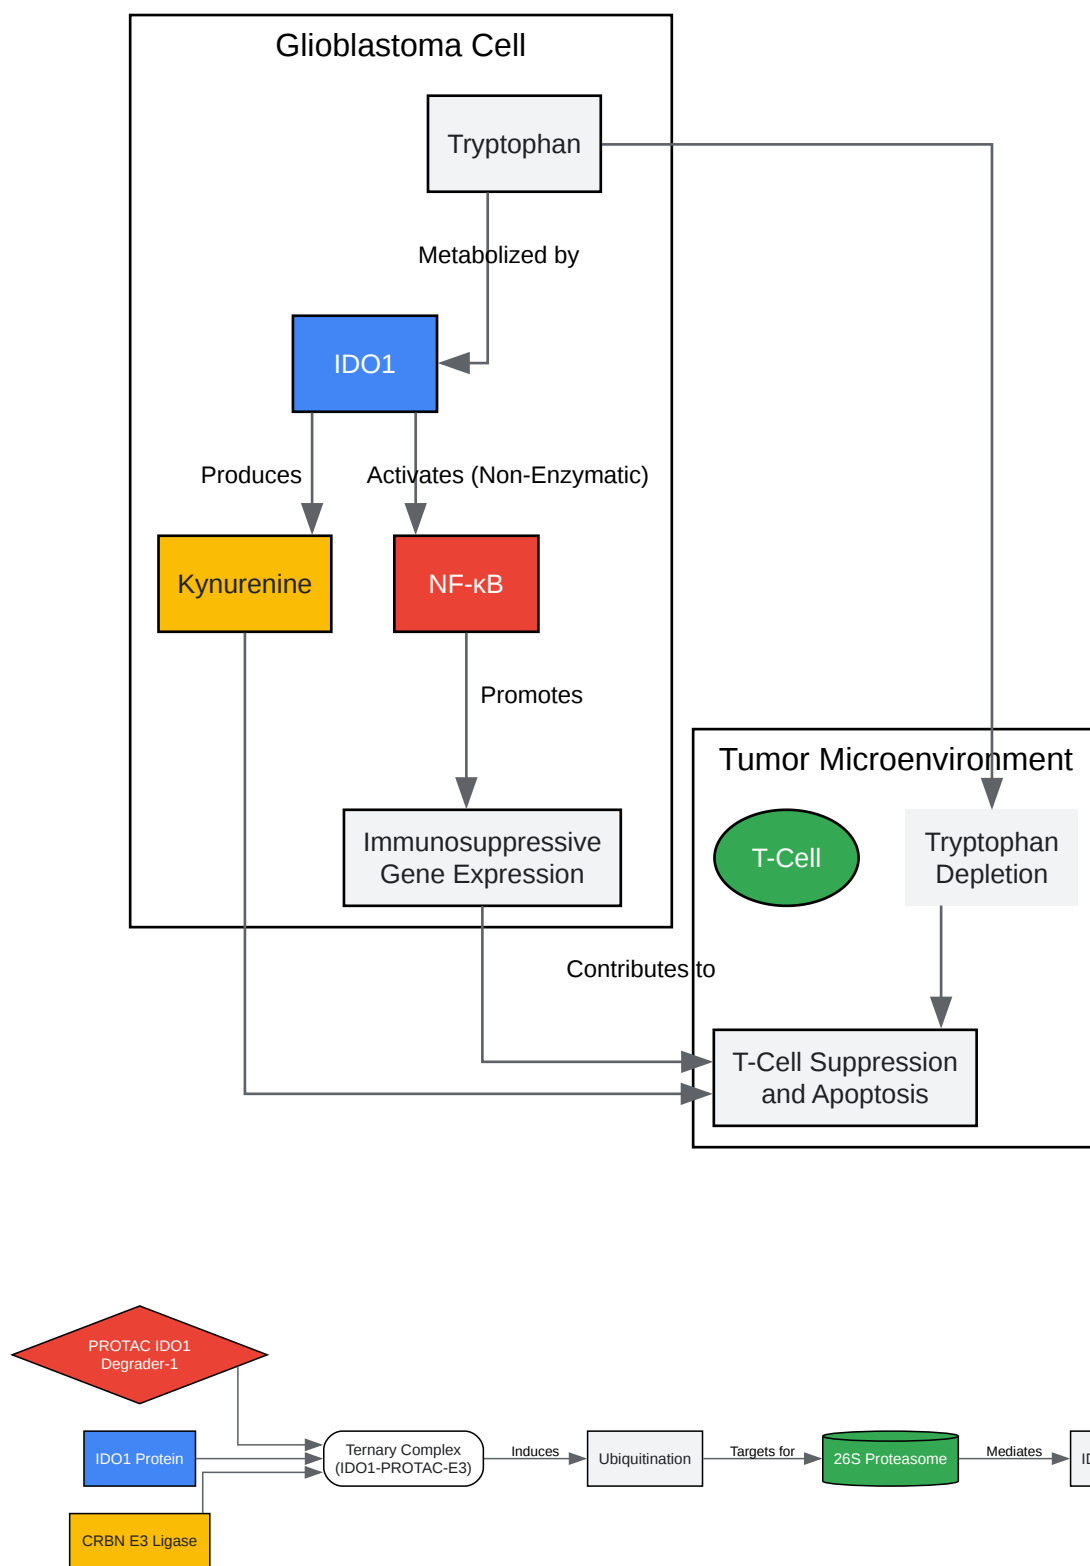 Glioblastoma Cell
Tryptophan
Metabolized by
IDO1
Produces
Activates (Non-Enzymatic)
Kynurenine
NF-κB
Promotes
Immunosuppressive
Gene Expression
Tumor Microenvironment
T-Cell
Tryptophan
Depletion
Contributes to
T-Cell Suppression
and Apoptosis
PROTAC IDO1
Degrader-1
IDO1 Protein
CRBN E3 Ligase
Ternary Complex
(IDO1-PROTAC-E3)
Induces
Ubiquitination
Targets for
26S Proteasome
Mediates